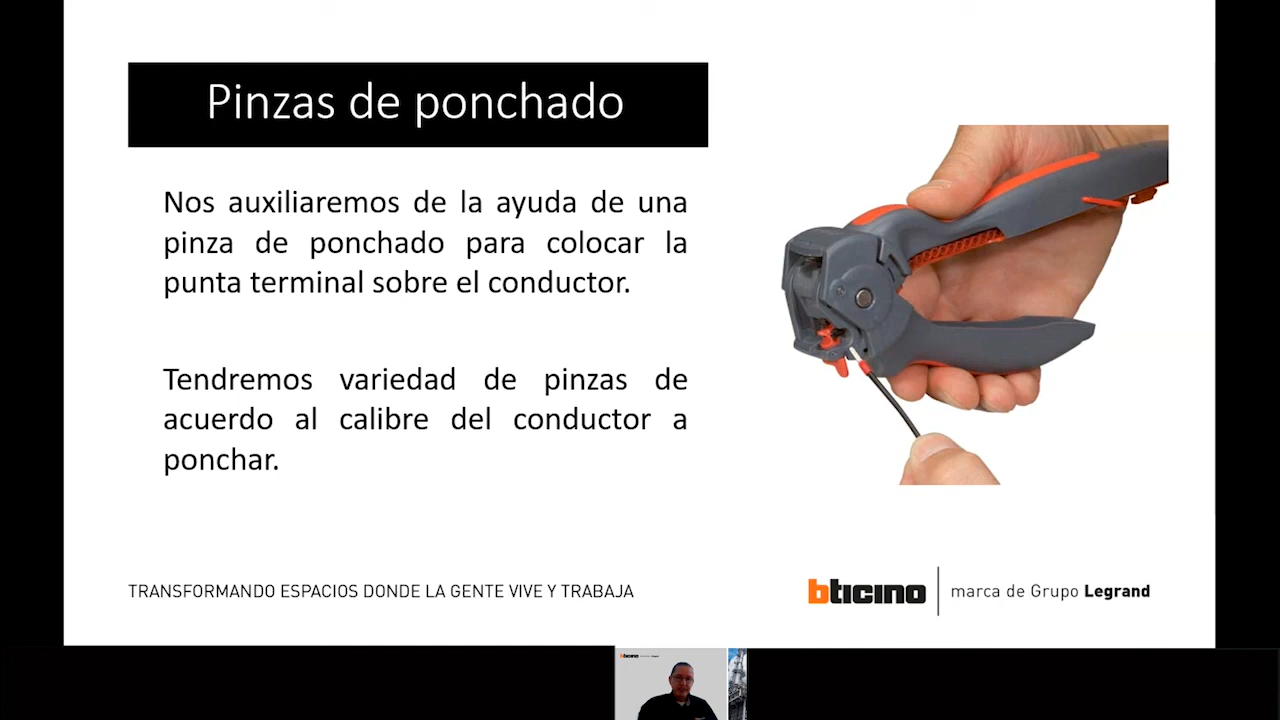 Pinzas de ponchado
Nos auxiliaremos de la ayuda de una
pinza de ponchado para colocar la
punta terminal sobre el conductor.
Tendremos variedad de pinzas de
acuerdo al calibre del conductor a
ponchar.
TRANSFORMANDO ESPACIOS DONDE LA GENTE VIVE Y TRABAJA
bticino marca de Grupo Legrand
bticino